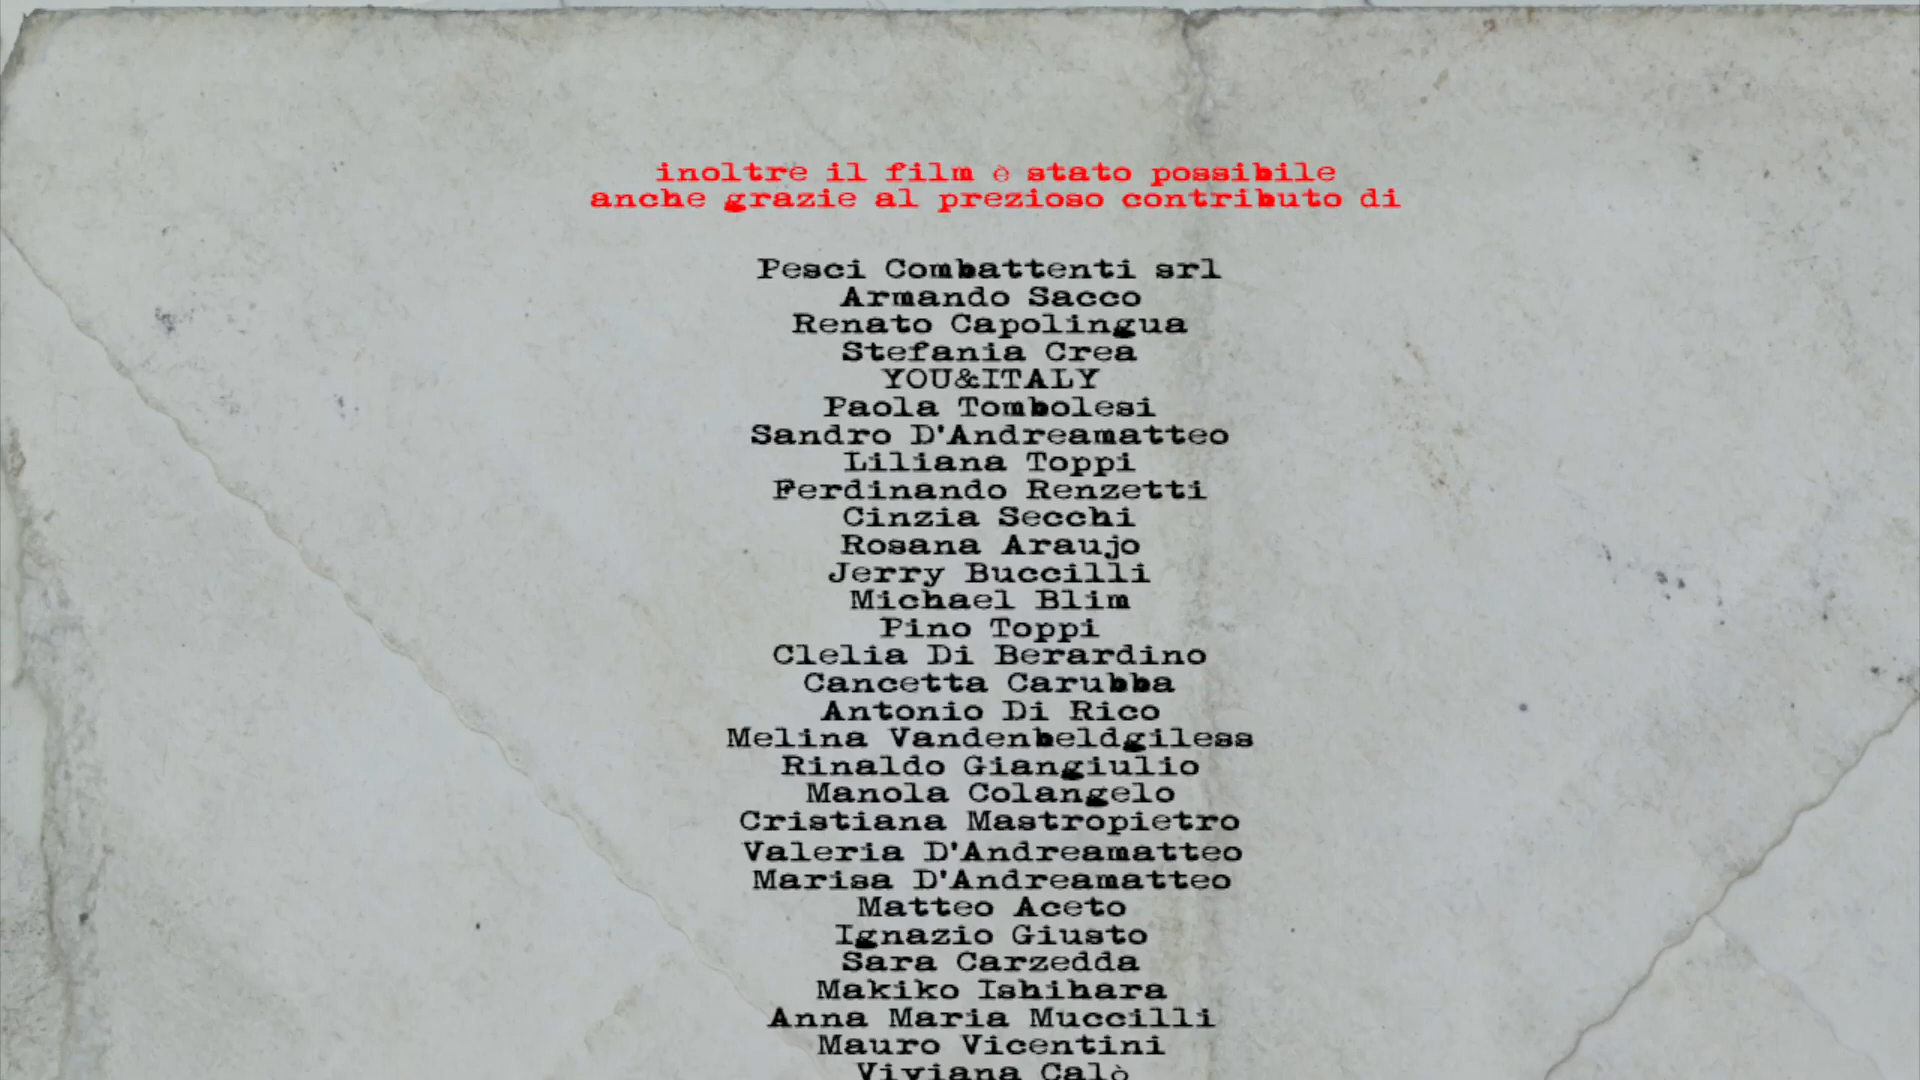 inoltre il film è stato possibile
anche grazie al prezioso contributo di
Pesci Combattenti srl
Armando Sacco
Renato Capolingua
Stefania Crea
YOU&ITALY
Paola Tombolesi
Sandro D'Andreamatteo
Liliana Toppi
Ferdinando Renzetti
Cinzia Secchi
Rosana Araujo
Jerry Buccilli
Michael Blim
Pino Toppi
Clelia Di Berardino
Cancetta Carubba
Antonio Di Rico
Melina Vandenbeldgiless
Rinaldo Giangiulio
Manola Colangelo
Cristiana Mastropietro
Valeria D'Andreamatteo
Marisa D'Andreamatteo
Matteo Aceto
Ignazio Giusto
Sara Carzedda
Makiko Ishihara
Anna Maria Muccilli
Mauro Vicentini
Viviana Calò